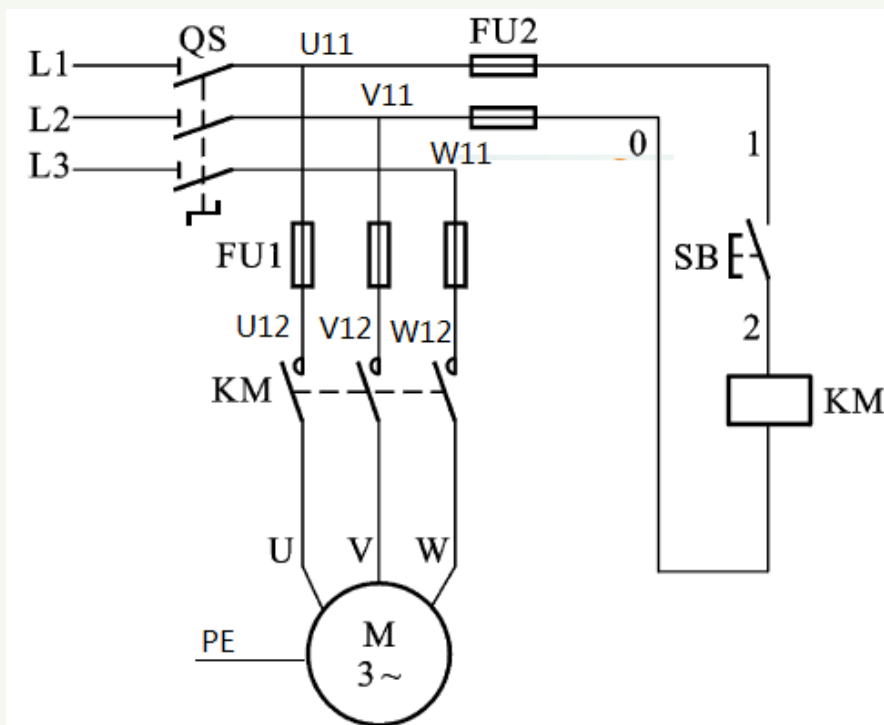 QS U11 FU2
L1
L2 V11
L3 W11 0 1
FU1 SB
U12 V12 W12 2
KM KM
U V W
PE M
3~